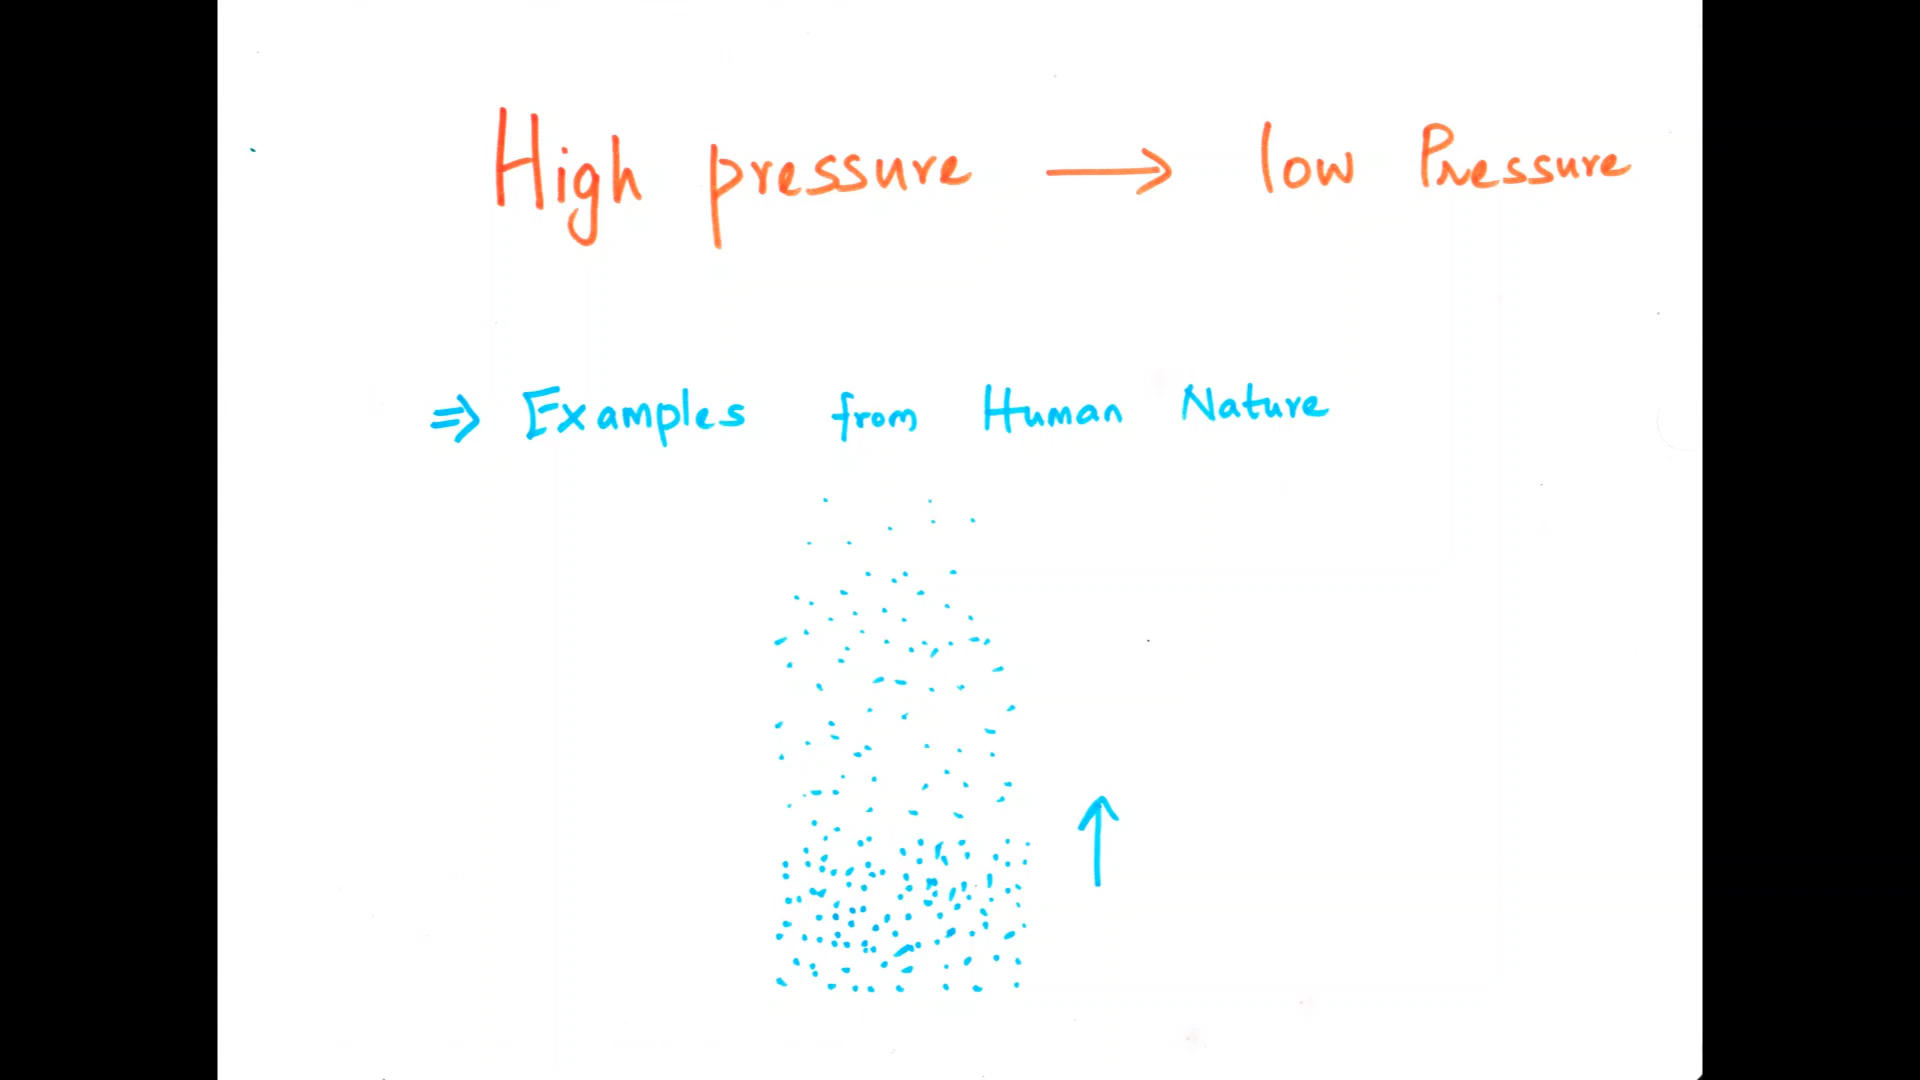 High pressure → low Pressure
⇒ Examples from Human Nature